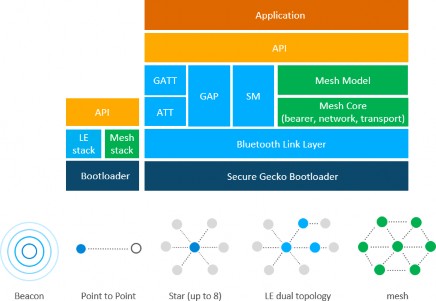 Application
API
GATT
GAP
SM
Mesh Model
API
ATT
Mesh Core
(bearer, network, transport)
LE
stack
Mesh
stack
Bluetooth Link Layer
Bootloader
Secure Gecko Bootloader
Beacon
Point to Point
Star (up to 8)
LE dual topology
mesh